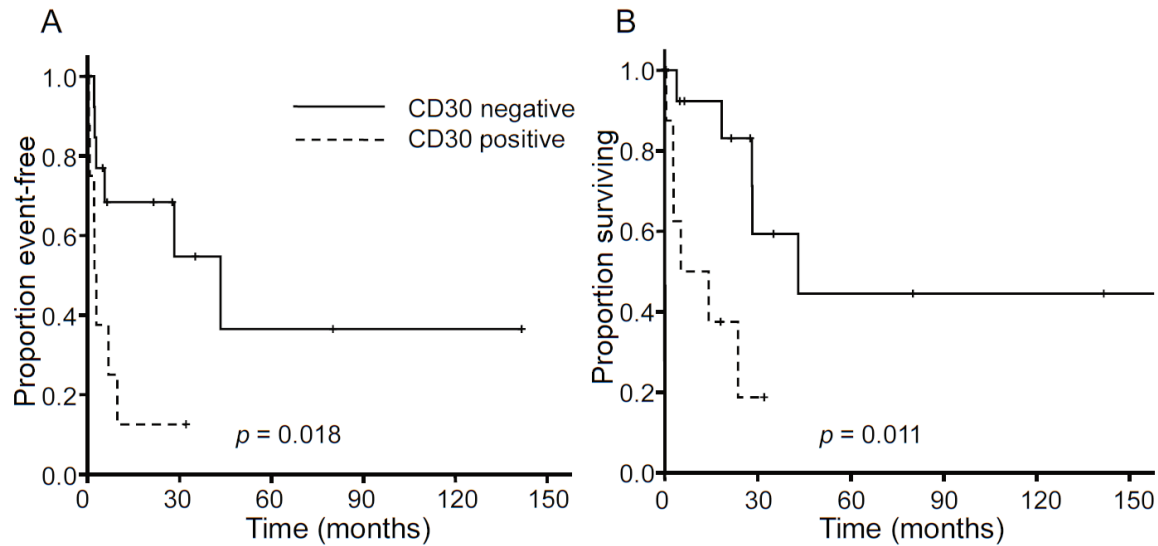 A
Proportion event-free
1.0
0.8
0.6
0.4
0.2
0.0
CD30 negative
CD30 positive
p = 0.018
0 30 60 90 120 150
Time (months)
B
Proportion surviving
1.0
0.8
0.6
0.4
0.2
0.0
p = 0.011
0 30 60 90 120 150
Time (months)